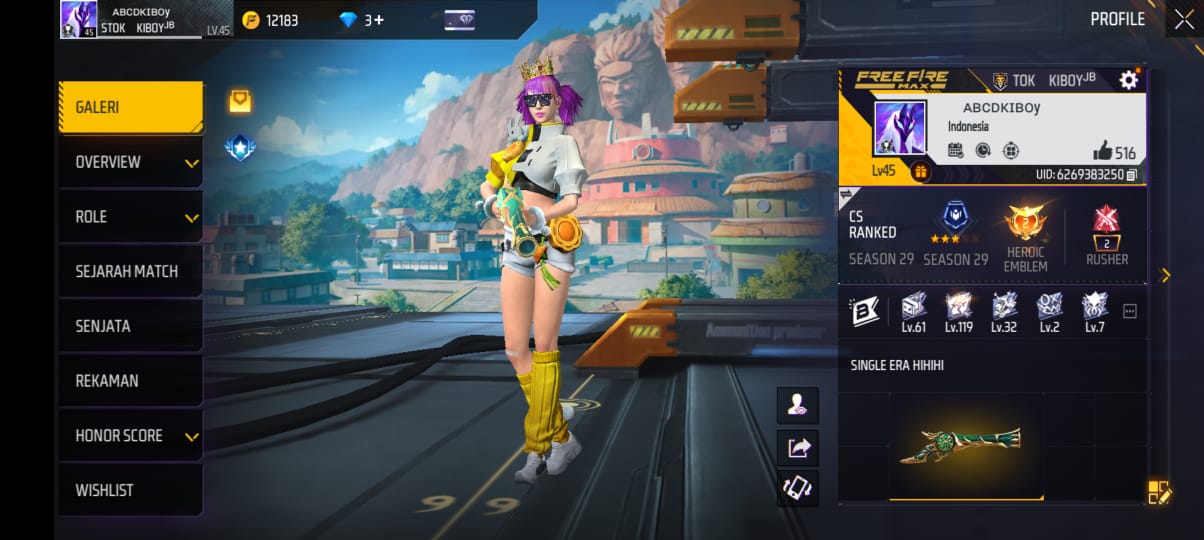 ABCDKIBOy
STOK KIBOYJB
45
LV.45
12183
3+
PROFILE
GALERI
OVERVIEW
ROLE
SEJARAH MATCH
SENJATA
REKAMAN
HONOR SCORE
WISHLIST
FREE FIRE
MAX
TOK KIBOYJB
ABCDKIBOy
Indonesia
516
Lv45
UID: 6269383250
CS
RANKED
SEASON 29
SEASON 29
2
HEROIC
EMBLEM
2
RUSHER
Lv.61
Lv.119
Lv.32
Lv.2
Lv.7
SINGLE ERA HIHIHI
99